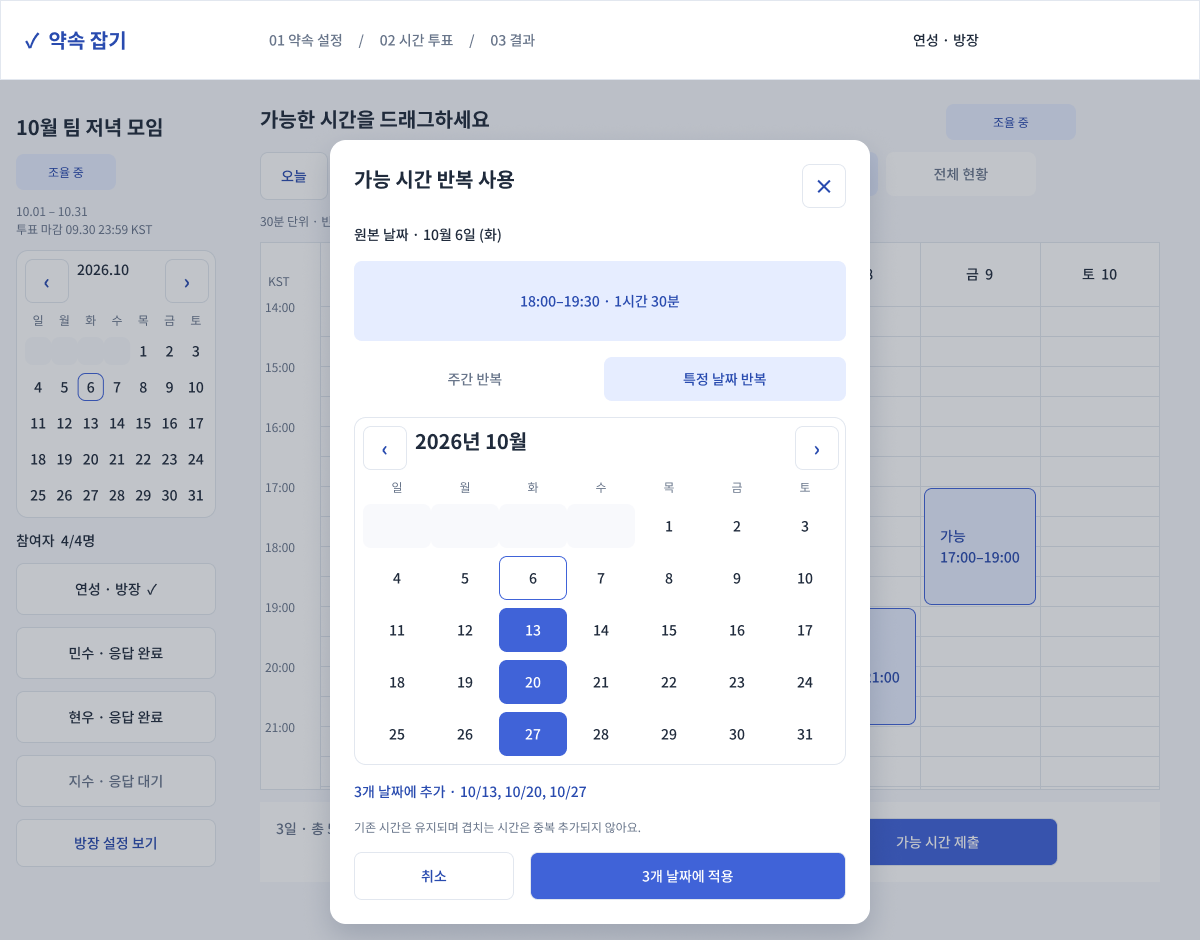 ✓ 약속 잡기
01 약속 설정 / 02 시간 투표 / 03 결과
연성 · 방장
10월 팀 저녁 모임
조율 중
10.01 – 10.31
투표 마감 09.30 23:59 KST
‹ 2026.10 ›
일 월 화 수 목 금 토
1 2 3
4 5 6 7 8 9 10
11 12 13 14 15 16 17
18 19 20 21 22 23 24
25 26 27 28 29 30 31
참여자 4/4명
연성 · 방장 ✓
민수 · 응답 완료
현우 · 응답 완료
지수 · 응답 대기
방장 설정 보기
가능한 시간을 드래그하세요
조율 중
오늘
전체 현황
30분 단위 ·
KST
금 9
토 10
14:00
15:00
16:00
17:00
18:00
19:00
20:00
21:00
가능
17:00–19:00
3일 · 총
가능 시간 제출
가능 시간 반복 사용
✕
원본 날짜 · 10월 6일 (화)
18:00–19:30 · 1시간 30분
주간 반복
특정 날짜 반복
‹ 2026년 10월 ›
일 월 화 수 목 금 토
1 2 3
4 5 6 7 8 9 10
11 12 13 14 15 16 17
18 19 20 21 22 23 24
25 26 27 28 29 30 31
3개 날짜에 추가 · 10/13, 10/20, 10/27
기존 시간은 유지되며 겹치는 시간은 중복 추가되지 않아요.
취소
3개 날짜에 적용